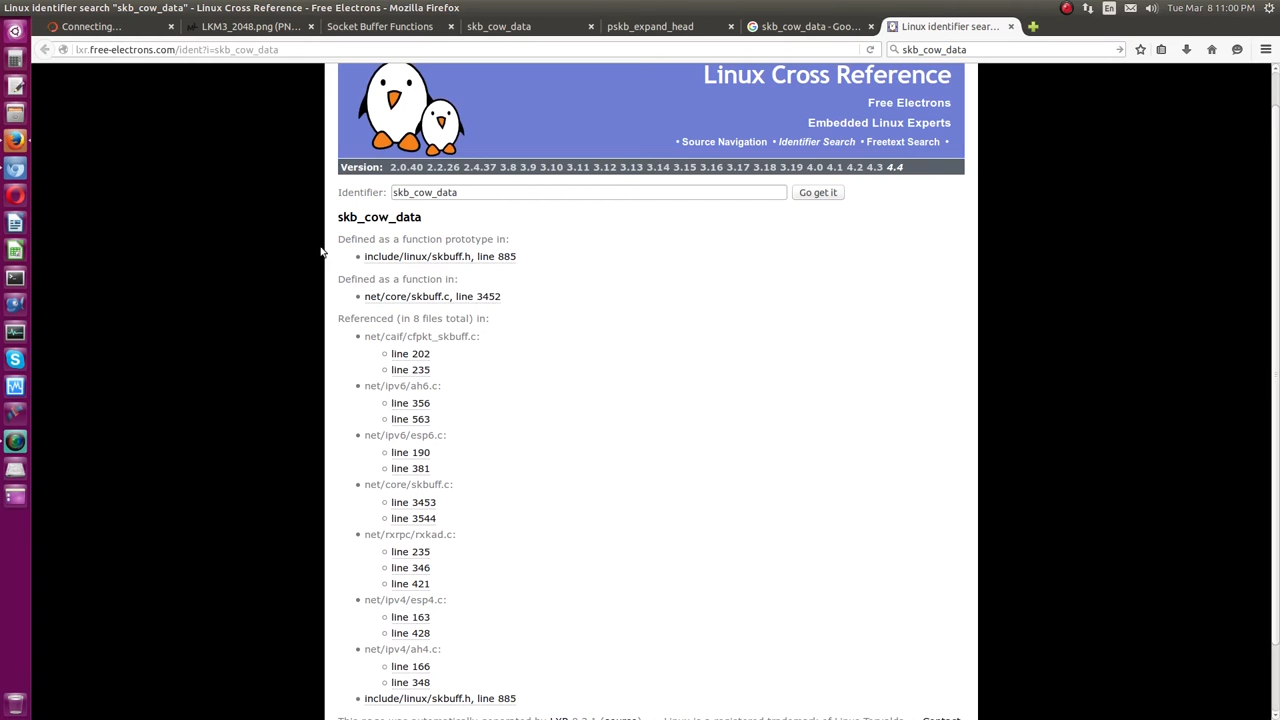 Linux identifier search "skb_cow_data" - Linux Cross Reference - Free Electrons - Mozilla Firefox
En
Tue Mar 8 11:00 PM
Connecting...
LKM3_2048.png (PN...
Socket Buffer Functions
skb_cow_data
pskb_expand_head
skb_cow_data - Goo...
Linux identifier sear...
lxr.free-electrons.com/ident?i=skb_cow_data
skb_cow_data
Linux Cross Reference
Free Electrons
Embedded Linux Experts
• Source Navigation • Identifier Search • Freetext Search •
Version: 2.0.40 2.2.26 2.4.37 3.8 3.9 3.10 3.11 3.12 3.13 3.14 3.15 3.16 3.17 3.18 3.19 4.0 4.1 4.2 4.3 4.4
Identifier: skb_cow_data Go get it
skb_cow_data
Defined as a function prototype in:
• include/linux/skbuff.h, line 885
Defined as a function in:
• net/core/skbuff.c, line 3452
Referenced (in 8 files total) in:
• net/caif/cfpkt_skbuff.c:
line 202
line 235
• net/ipv6/ah6.c:
line 356
line 563
• net/ipv6/esp6.c:
line 190
line 381
• net/core/skbuff.c:
line 3453
line 3544
• net/rxrpc/rxkad.c:
line 235
line 346
line 421
• net/ipv4/esp4.c:
line 163
line 428
• net/ipv4/ah4.c:
line 166
line 348
• include/linux/skbuff.h, line 885